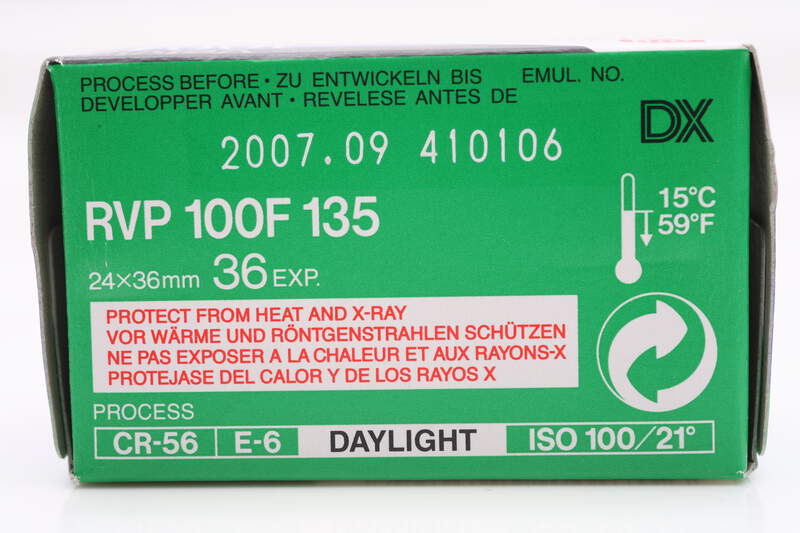 PROCESS BEFORE · ZU ENTWICKELN BIS EMUL. NO.
DEVELOPPER AVANT · REVELESE ANTES DE
DX
2007.09 410106
RVP 100F 135
15°C
59°F
24×36mm 36 EXP.
PROTECT FROM HEAT AND X-RAY
VOR WÄRME UND RÖNTGENSTRAHLEN SCHÜTZEN
NE PAS EXPOSER A LA CHALEUR ET AUX RAYONS-X
PROTEJASE DEL CALOR Y DE LOS RAYOS X
PROCESS
CR-56 E-6 DAYLIGHT ISO 100/21°